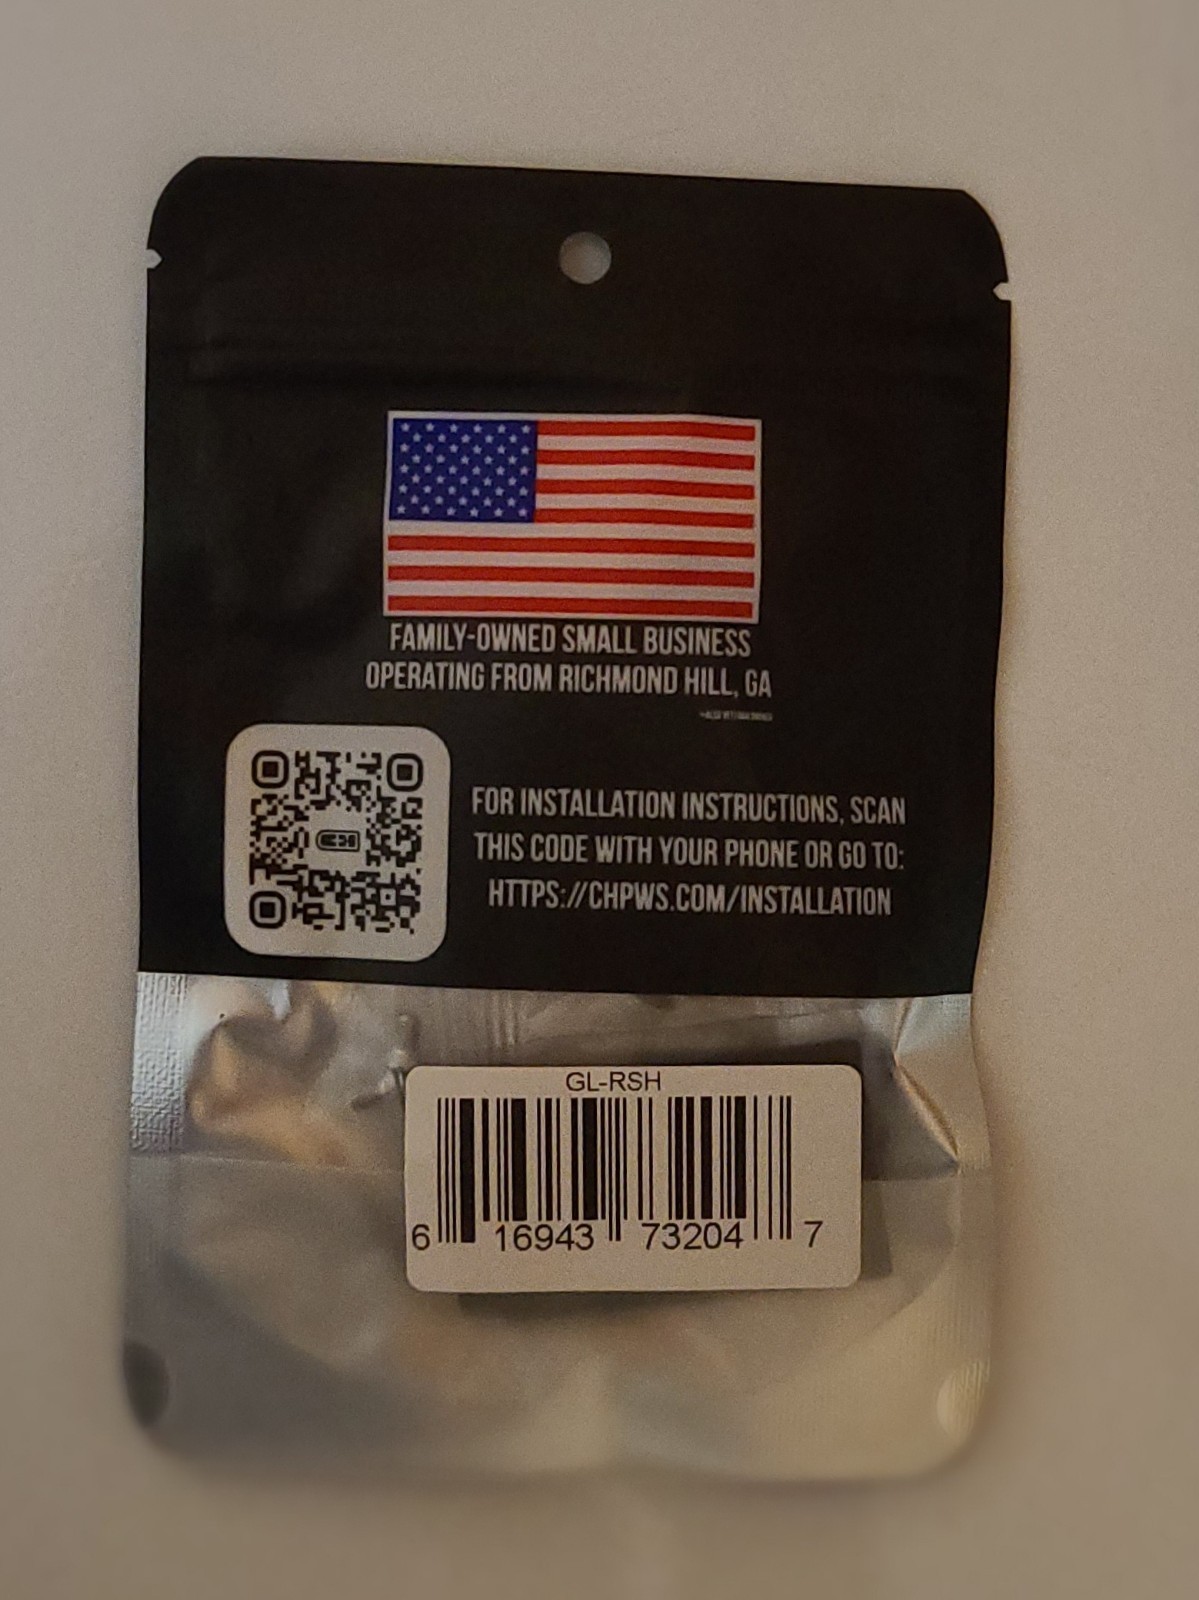 FAMILY-OWNED SMALL BUSINESS
OPERATING FROM RICHMOND HILL, GA
FOR INSTALLATION INSTRUCTIONS, SCAN
THIS CODE WITH YOUR PHONE OR GO TO:
HTTPS://CHPWS.COM/INSTALLATION
GL-RSH
6 16943 73204 7